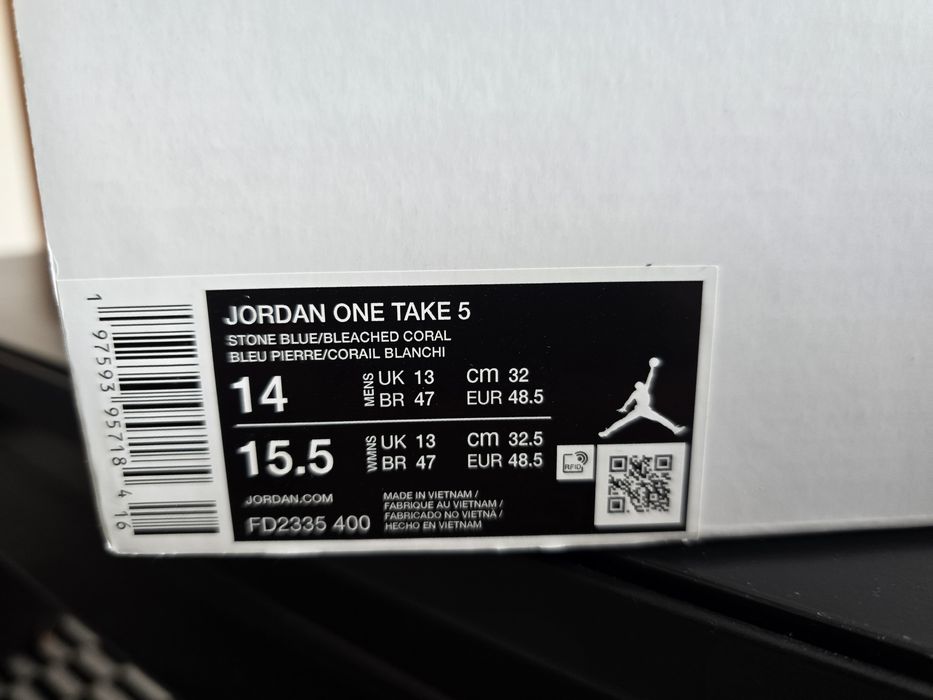 JORDAN ONE TAKE 5
STONE BLUE/BLEACHED CORAL
BLEU PIERRE/CORAIL BLANCHI
14 MENS UK 13 cm 32
BR 47 EUR 48.5
15.5 WMNS UK 13 cm 32.5
BR 47 EUR 48.5
RFID
JORDAN.COM
FD2335 400
MADE IN VIETNAM /
FABRIQUE AU VIETNAM /
FABRICADO NO VIETNÃ /
HECHO EN VIETNAM
1 97593 95718 4 16